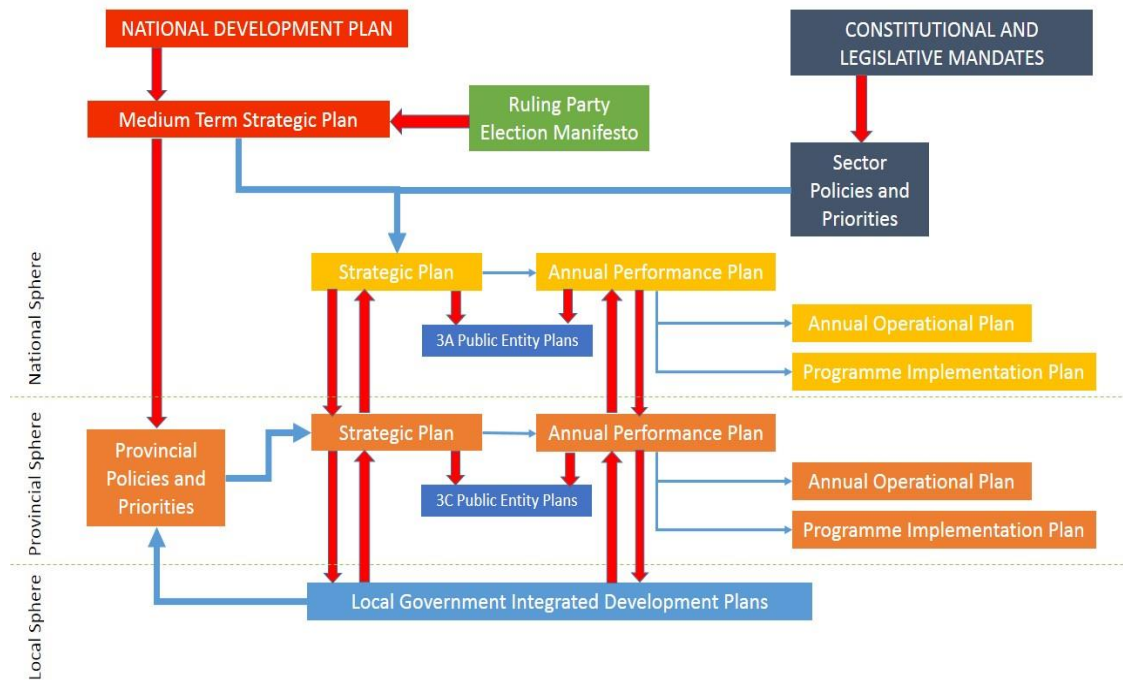 NATIONAL DEVELOPMENT PLAN
CONSTITUTIONAL AND
LEGISLATIVE MANDATES
Medium Term Strategic Plan
Ruling Party
Election Manifesto
Sector
Policies and
Priorities
National Sphere
Strategic Plan
Annual Performance Plan
3A Public Entity Plans
Annual Operational Plan
Programme Implementation Plan
Provincial Sphere
Provincial
Policies and
Priorities
Strategic Plan
Annual Performance Plan
3C Public Entity Plans
Annual Operational Plan
Programme Implementation Plan
Local Sphere
Local Government Integrated Development Plans